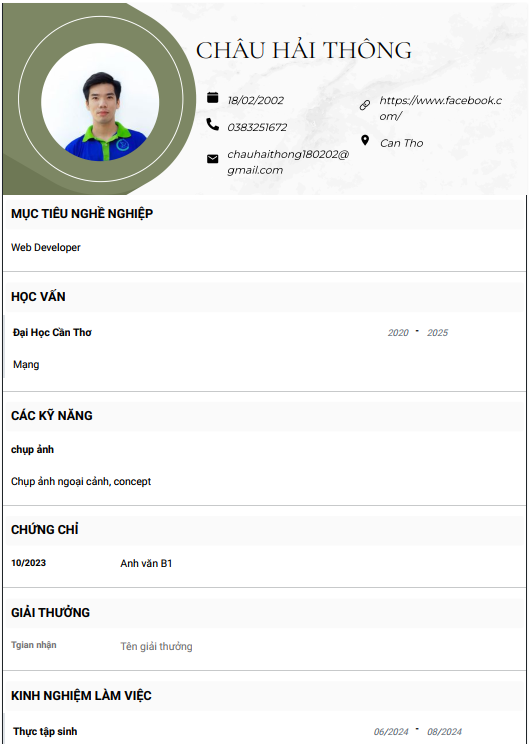 CHÂU HẢI THÔNG
18/02/2002
https://www.facebook.c
om/
0383251672
Can Tho
chauhaithong180202@
gmail.com
MỤC TIÊU NGHỀ NGHIỆP
Web Developer
HỌC VẤN
Đại Học Cần Thơ 2020 - 2025
Mạng
CÁC KỸ NĂNG
chụp ảnh
Chụp ảnh ngoại cảnh, concept
CHỨNG CHỈ
10/2023 Anh văn B1
GIẢI THƯỞNG
Tgian nhận Tên giải thưởng
KINH NGHIỆM LÀM VIỆC
Thực tập sinh 06/2024 - 08/2024